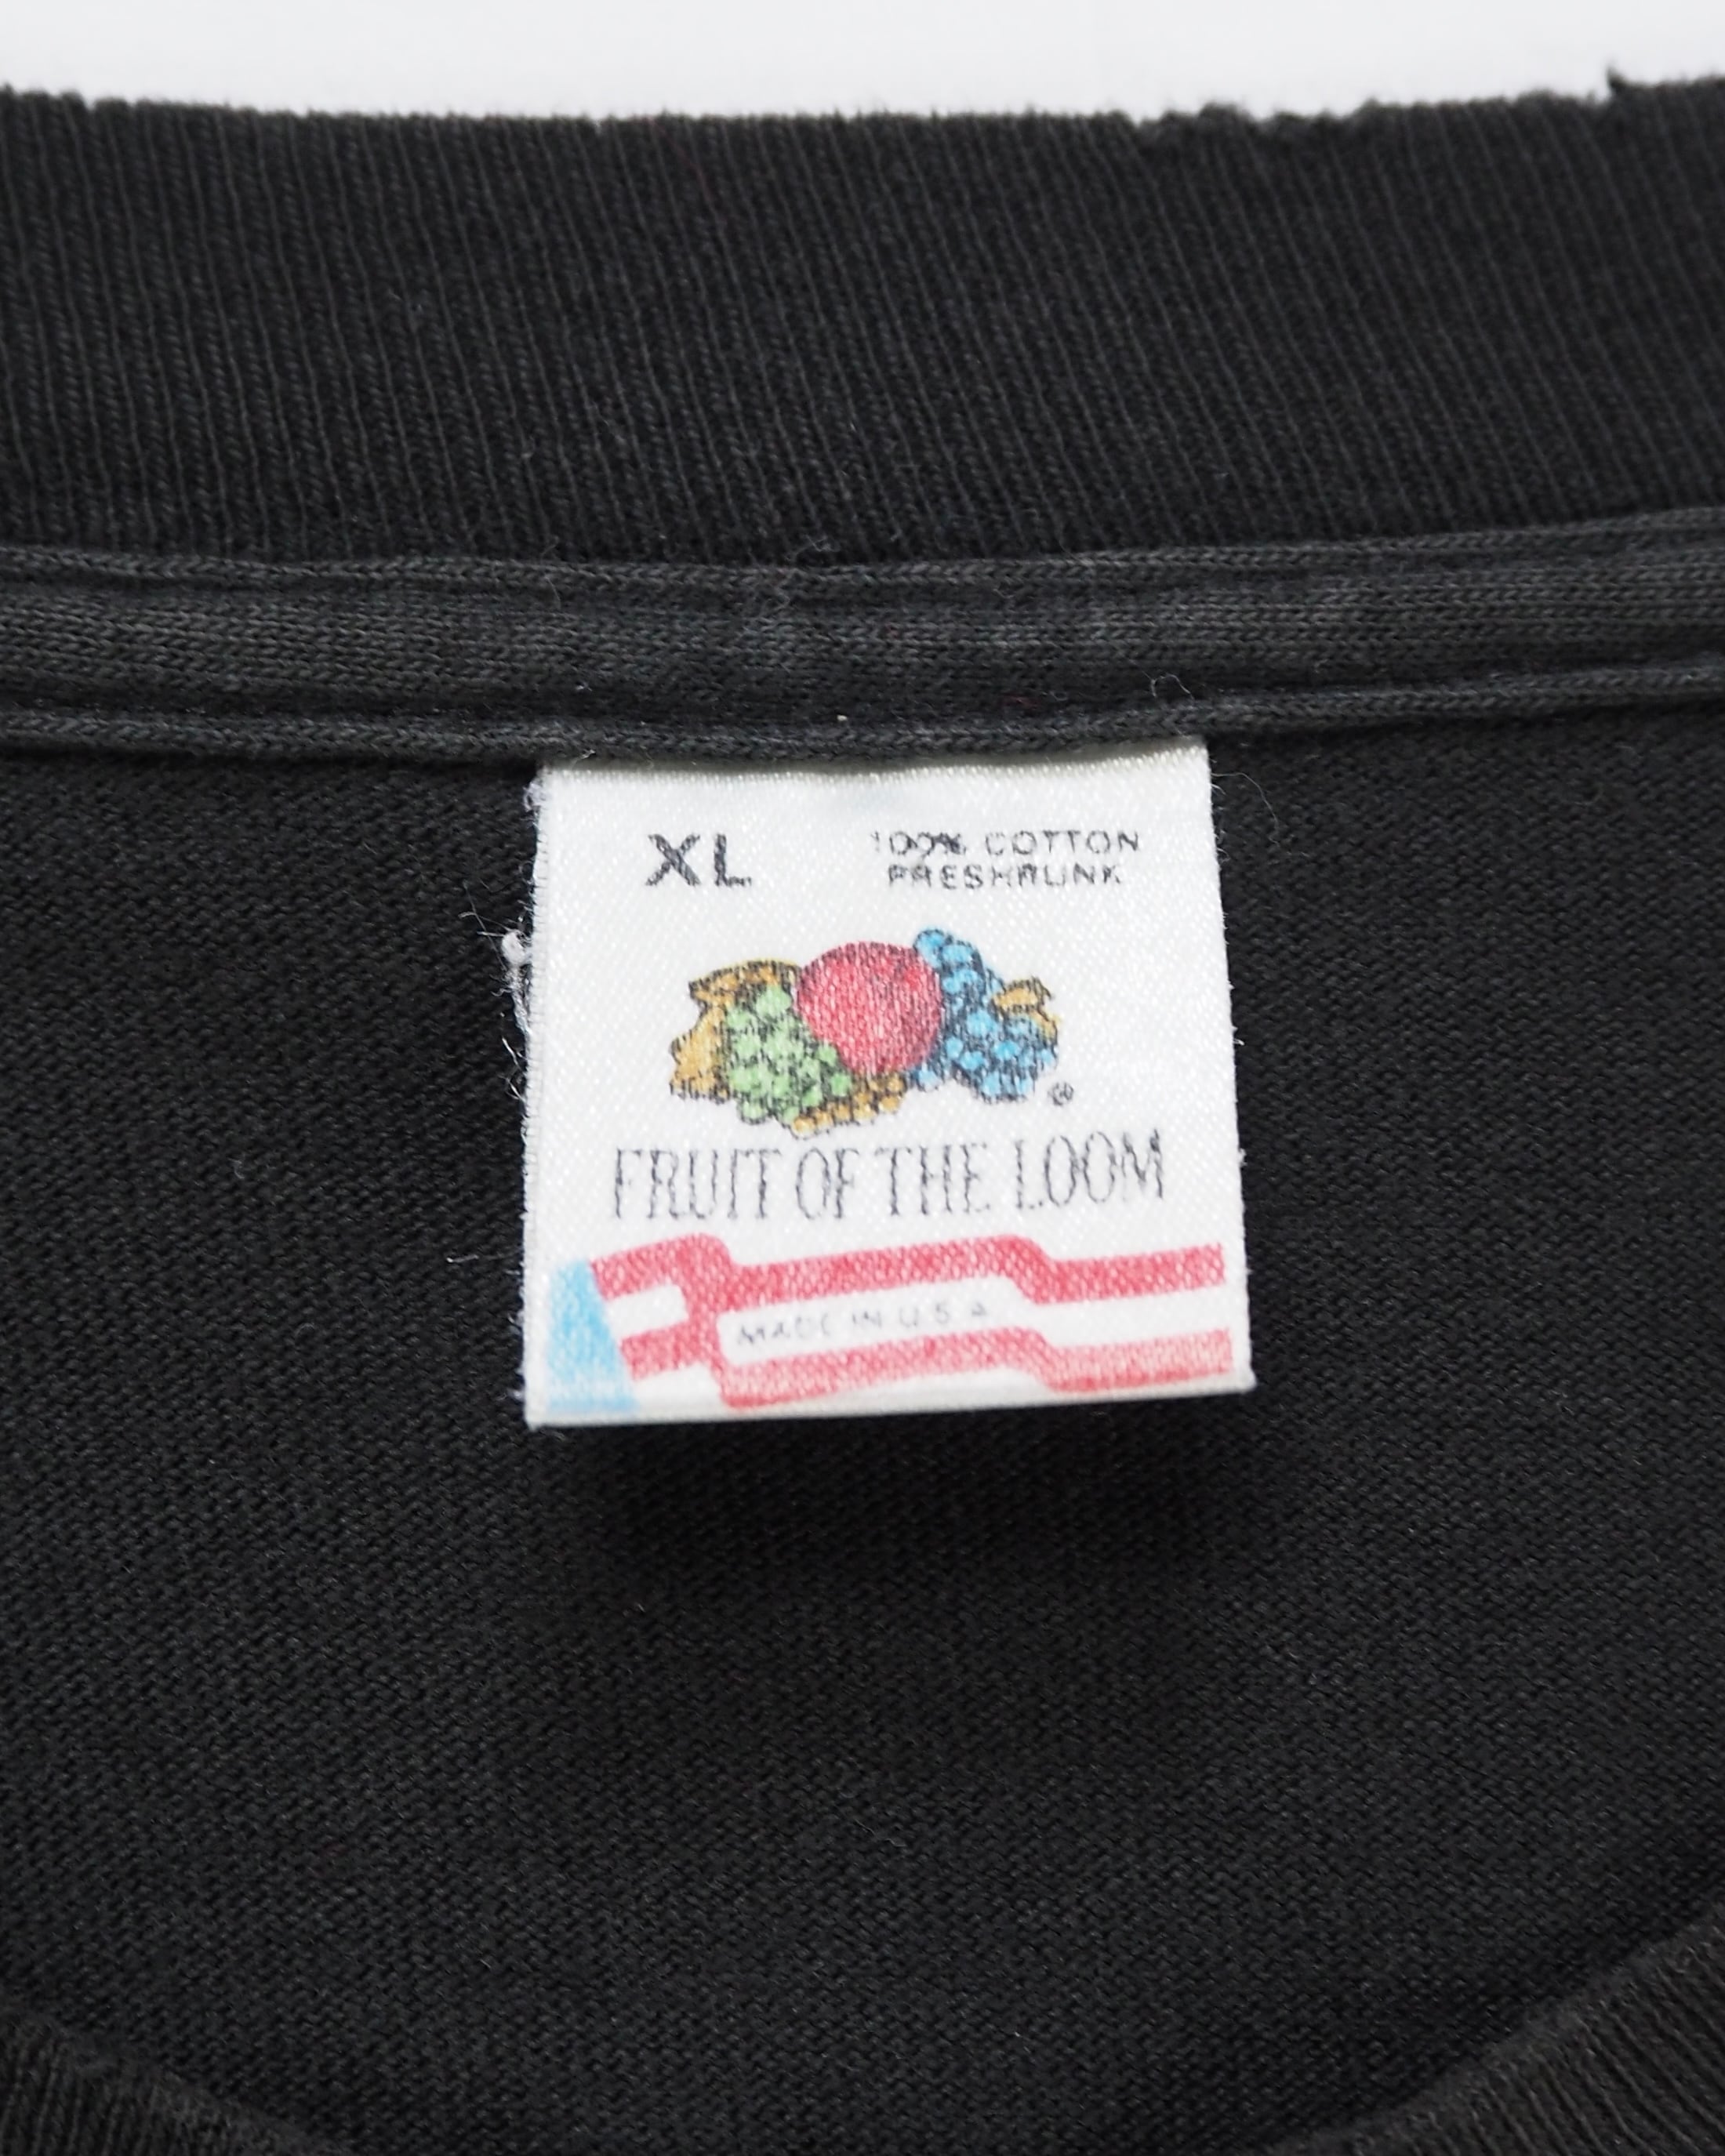 XL
100% COTTON
PRESHRUNK
®
FRUIT OF THE LOOM
MADE IN U.S.A.